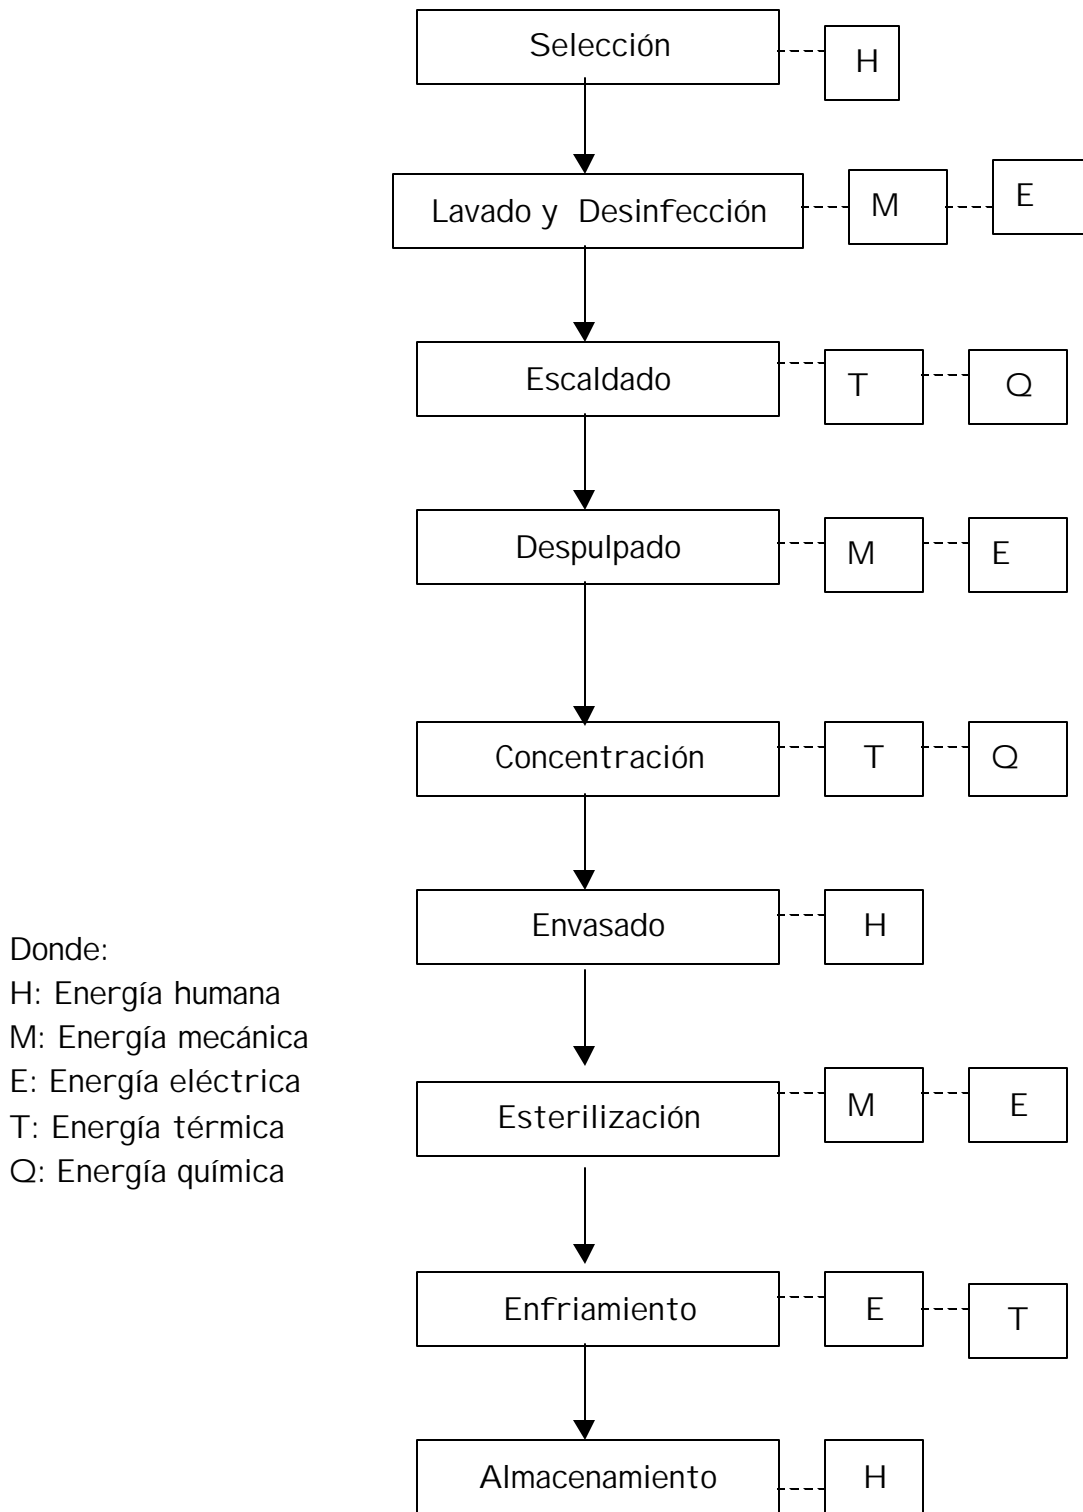 Selección H
Lavado y Desinfección M E
Escaldado T Q
Despulpado M E
Concentración T Q
Envasado H
Donde:
H: Energía humana
M: Energía mecánica
E: Energía eléctrica
T: Energía térmica
Q: Energía química
Esterilización M E
Enfriamiento E T
Almacenamiento H